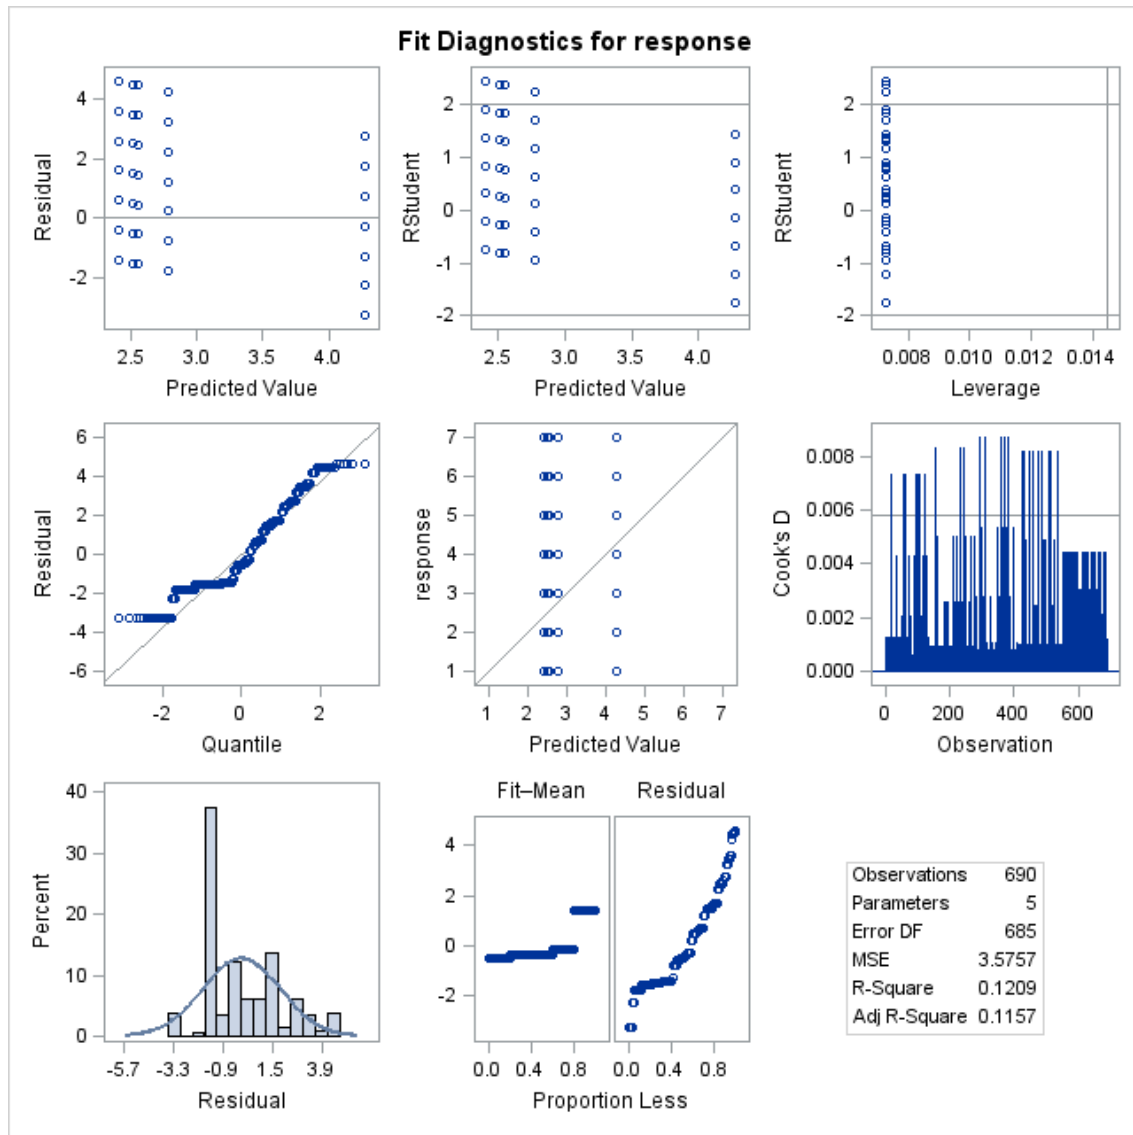 Fit Diagnostics for response
4
2
0
-2
Residual
2.5 3.0 3.5 4.0
Predicted Value
2
1
0
-1
-2
RStudent
2.5 3.0 3.5 4.0
Predicted Value
2
1
0
-1
-2
RStudent
0.008 0.010 0.012 0.014
Leverage
6
4
2
0
-2
-4
-6
Residual
-2 0 2
Quantile
7
6
5
4
3
2
1
response
1 2 3 4 5 6 7
Predicted Value
0.008
0.006
0.004
0.002
0.000
Cook's D
0 200 400 600
Observation
40
30
20
10
0
Percent
-5.7 -3.3 -0.9 1.5 3.9
Residual
Fit–Mean Residual
4
2
0
-2
0.0 0.4 0.8 0.0 0.4 0.8
Proportion Less
Observations 690
Parameters 5
Error DF 685
MSE 3.5757
R-Square 0.1209
Adj R-Square 0.1157